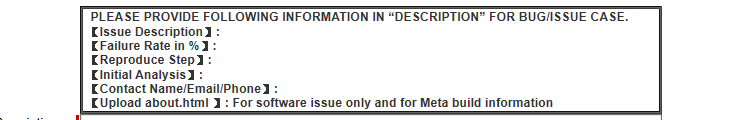 PLEASE PROVIDE FOLLOWING INFORMATION IN “DESCRIPTION” FOR BUG/ISSUE CASE.
【Issue Description】:
【Failure Rate in %】:
【Reproduce Step】:
【Initial Analysis】:
【Contact Name/Email/Phone】:
【Upload about.html 】: For software issue only and for Meta build information